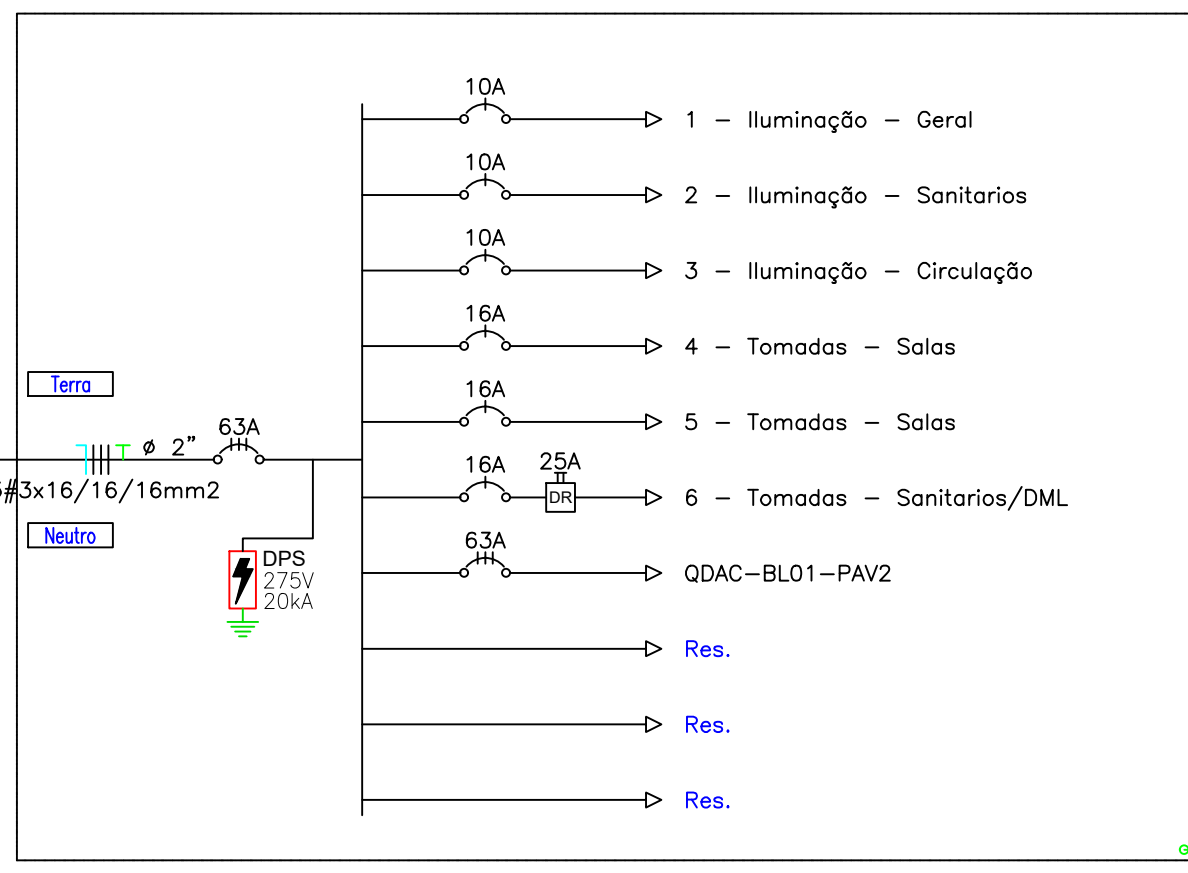 10A
1 – Iluminação – Geral
10A
2 – Iluminação – Sanitarios
10A
3 – Iluminação – Circulação
16A
4 – Tomadas – Salas
Terra
16A
5 – Tomadas – Salas
ø 2"
63A
#3x16/16/16mm2
16A
25A
DR
6 – Tomadas – Sanitarios/DML
Neutro
63A
QDAC–BL01–PAV2
DPS
275V
20kA
Res.
Res.
Res.